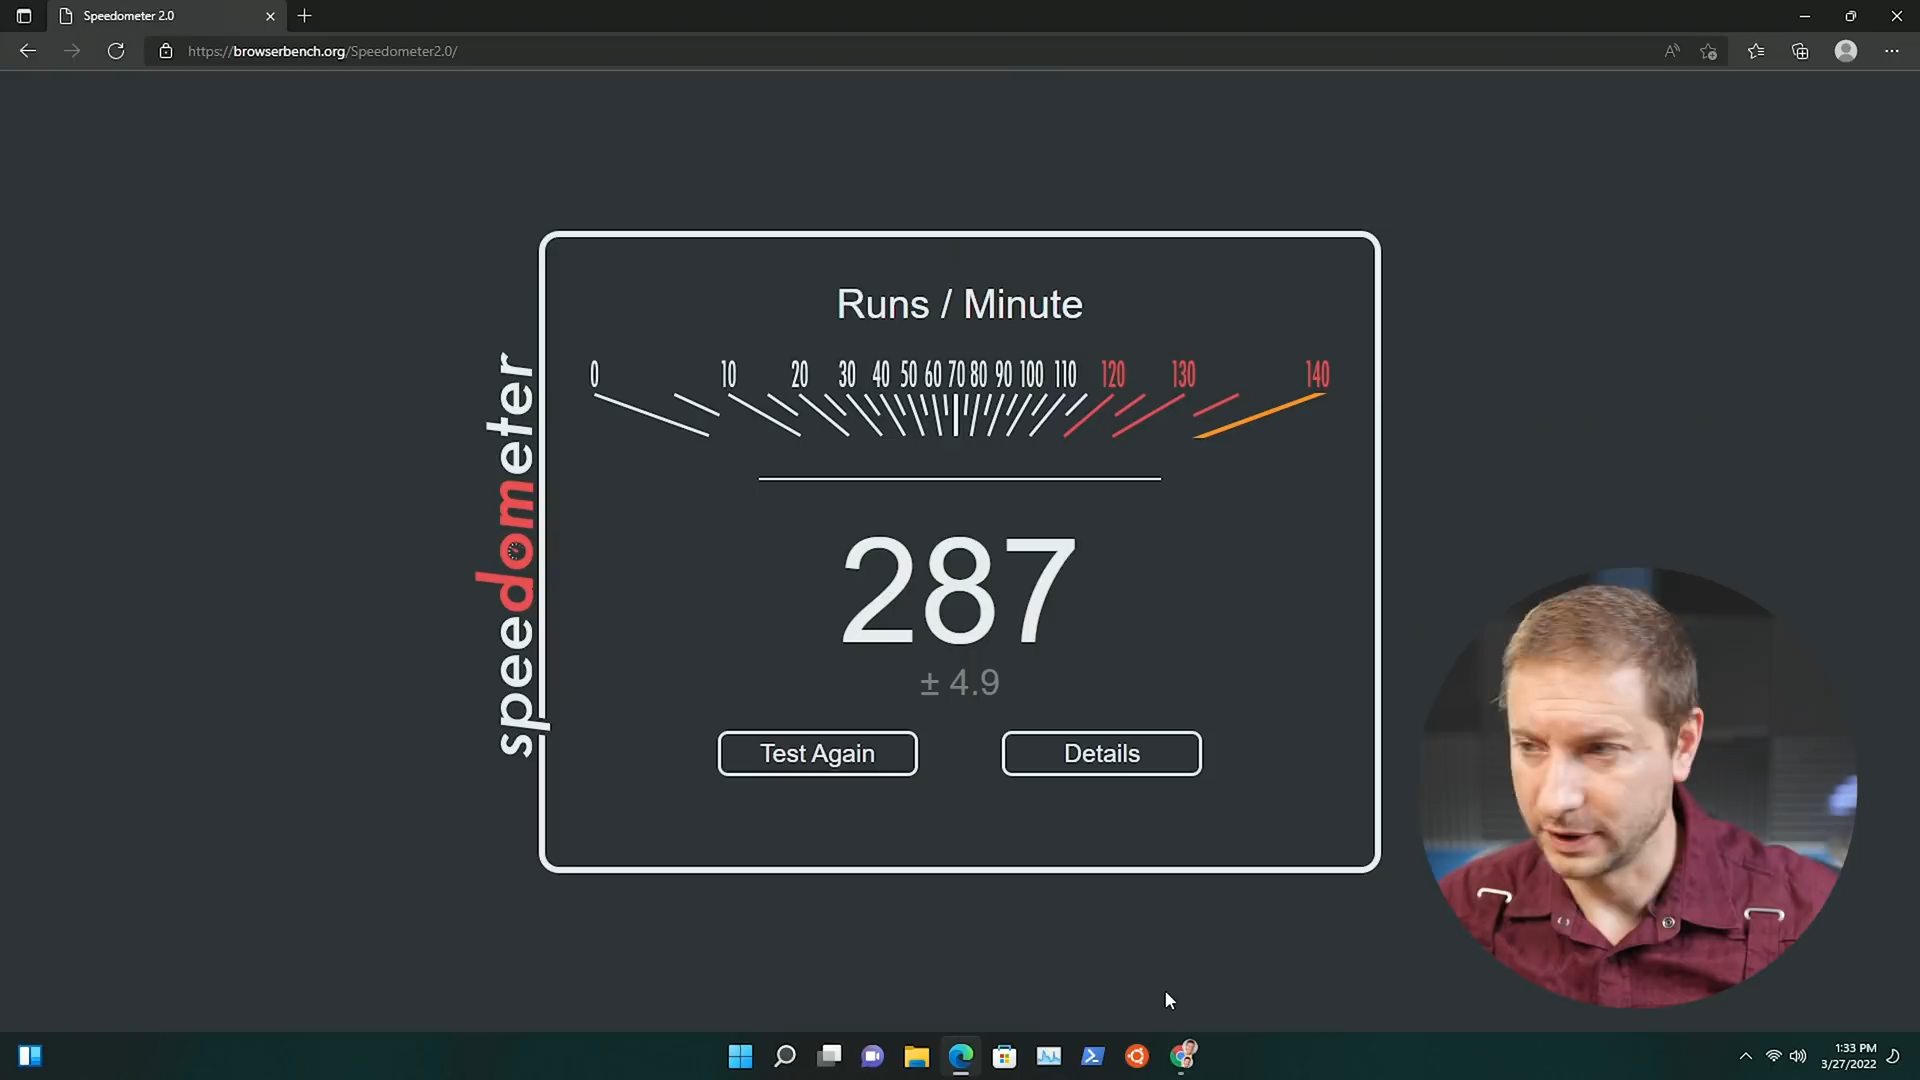 Speedometer 2.0
https://browserbench.org/Speedometer2.0/
Runs / Minute
0 10 20 30 40 50 60 70 80 90 100 110 120 130 140
speedometer
287
± 4.9
Test Again
Details
1:33 PM
3/27/2022